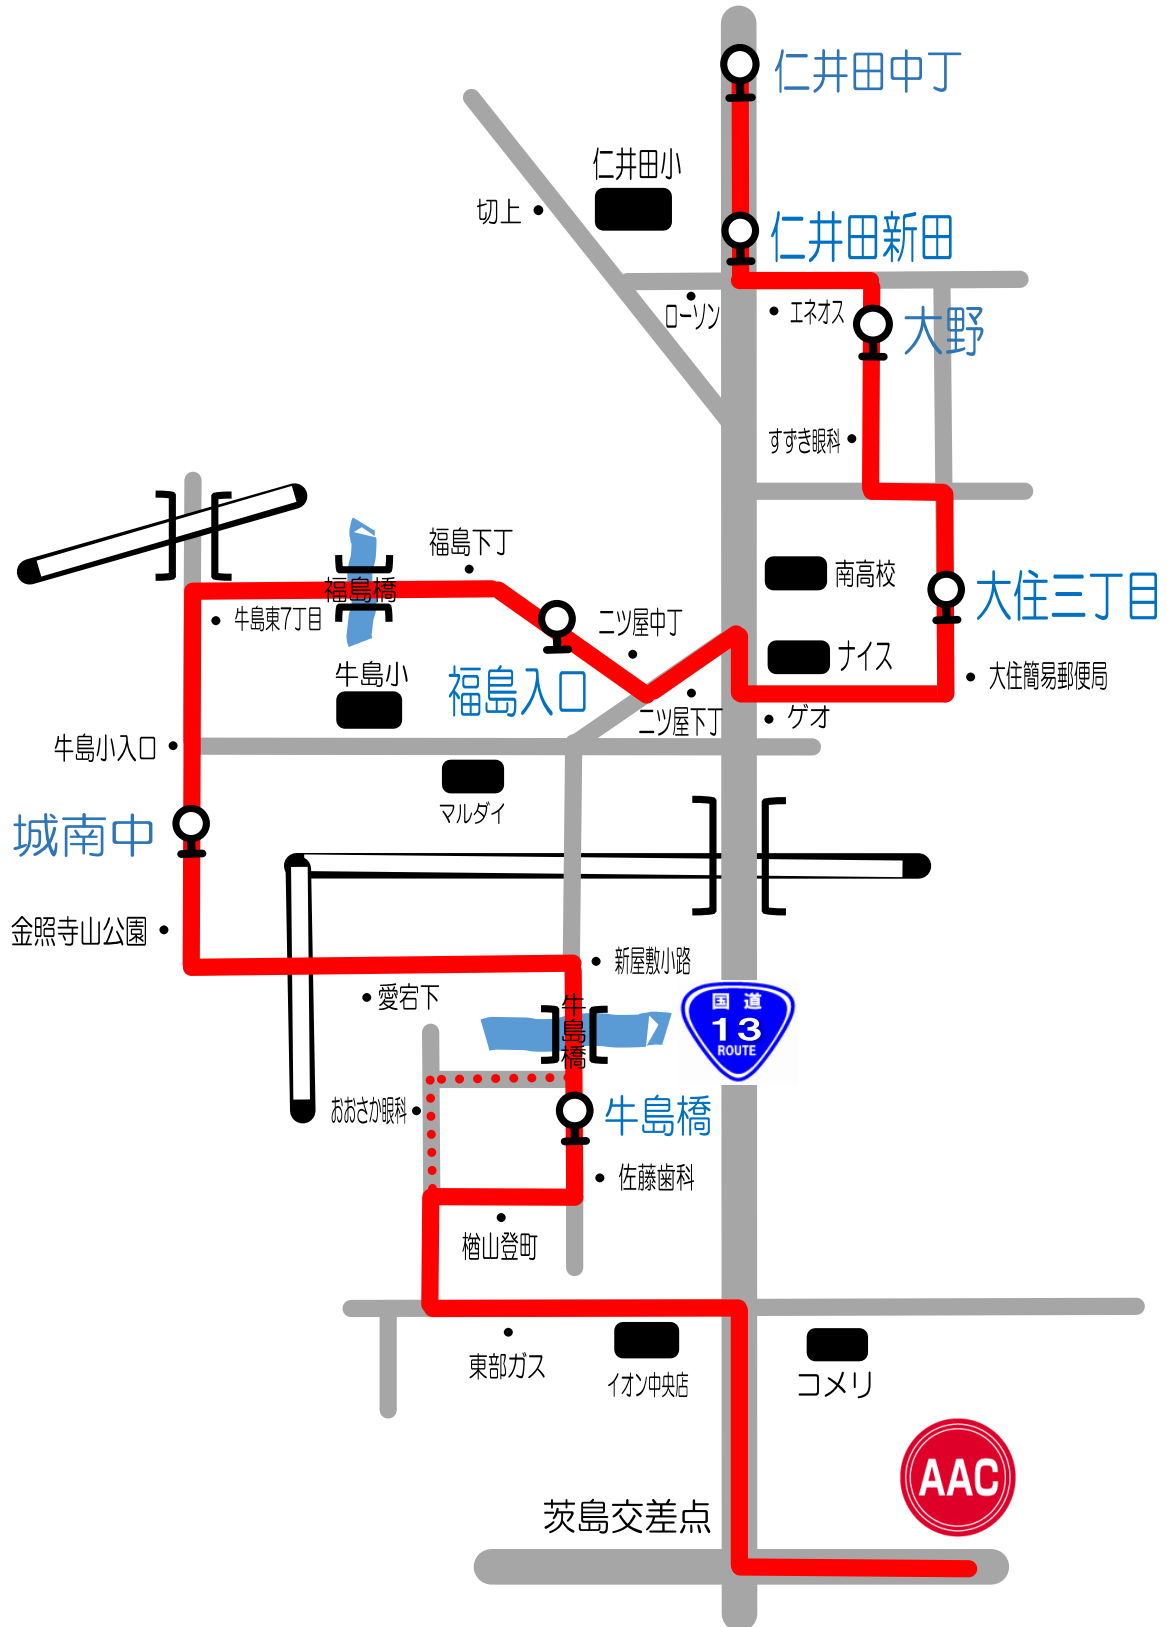 仁井田中丁
仁井田小
切上
仁井田新田
ローソン
エネオス
大野
すずき眼科
福島下丁
南高校
福島橋
大住三丁目
牛島東7丁目
二ツ屋中丁
ナイス
牛島小
福島入口
大住簡易郵便局
二ツ屋下丁
ゲオ
牛島小入口
マルダイ
城南中
金照寺山公園
新屋敷小路
愛宕下
牛島橋
国道
13
ROUTE
おおさか眼科
牛島橋
佐藤歯科
楢山登町
東部ガス
イオン中央店
コメリ
AAC
茨島交差点